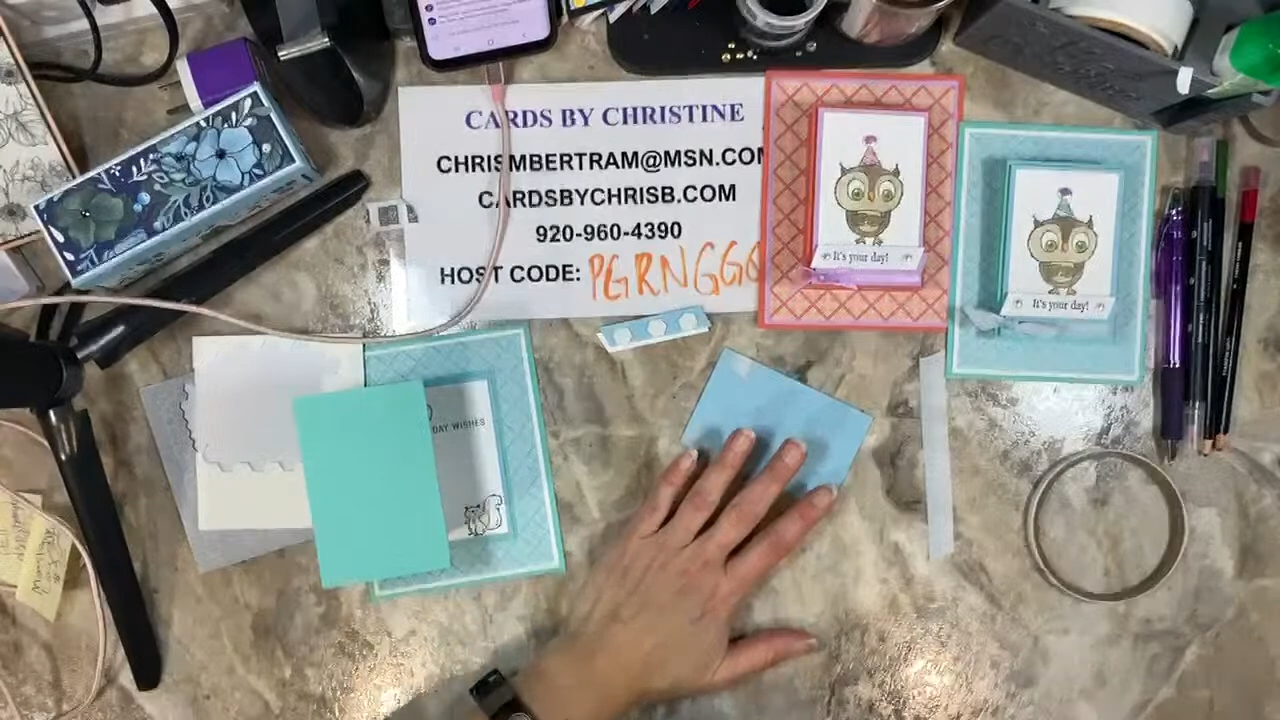 CARDS BY CHRISTINE
CHRISMBERTRAM@MSN.COM
CARDSBYCHRISB.COM
920-960-4390
HOST CODE: PGRNGG
It's your day!
It's your day!
DAY WISHES